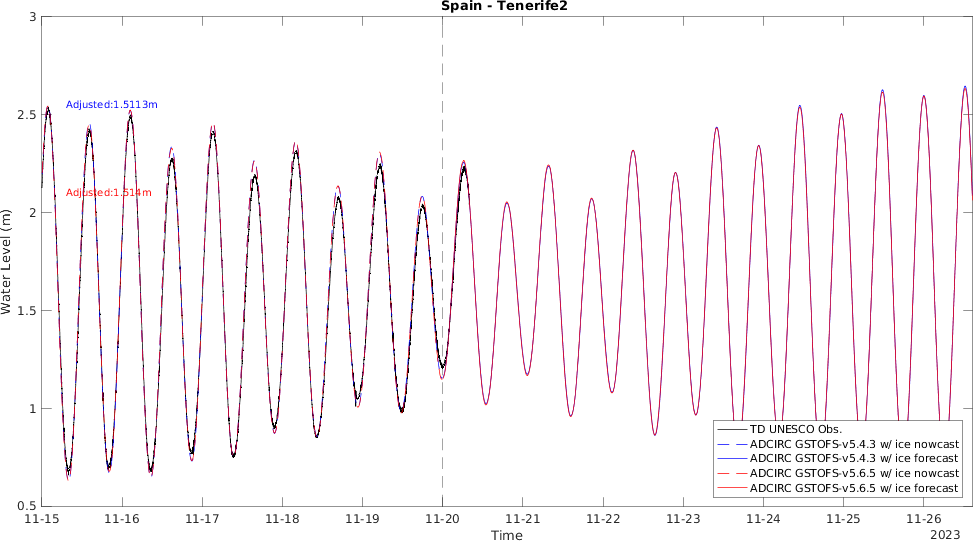 Spain - Tenerife2
3
2.5
2
1.5
1
0.5
Water Level (m)
Adjusted:1.5113m
Adjusted:1.514m
TD UNESCO Obs.
ADCIRC GSTOFS-v5.4.3 w/ ice nowcast
ADCIRC GSTOFS-v5.4.3 w/ ice forecast
ADCIRC GSTOFS-v5.6.5 w/ ice nowcast
ADCIRC GSTOFS-v5.6.5 w/ ice forecast
11-15 11-16 11-17 11-18 11-19 11-20 11-21 11-22 11-23 11-24 11-25 11-26
Time
2023